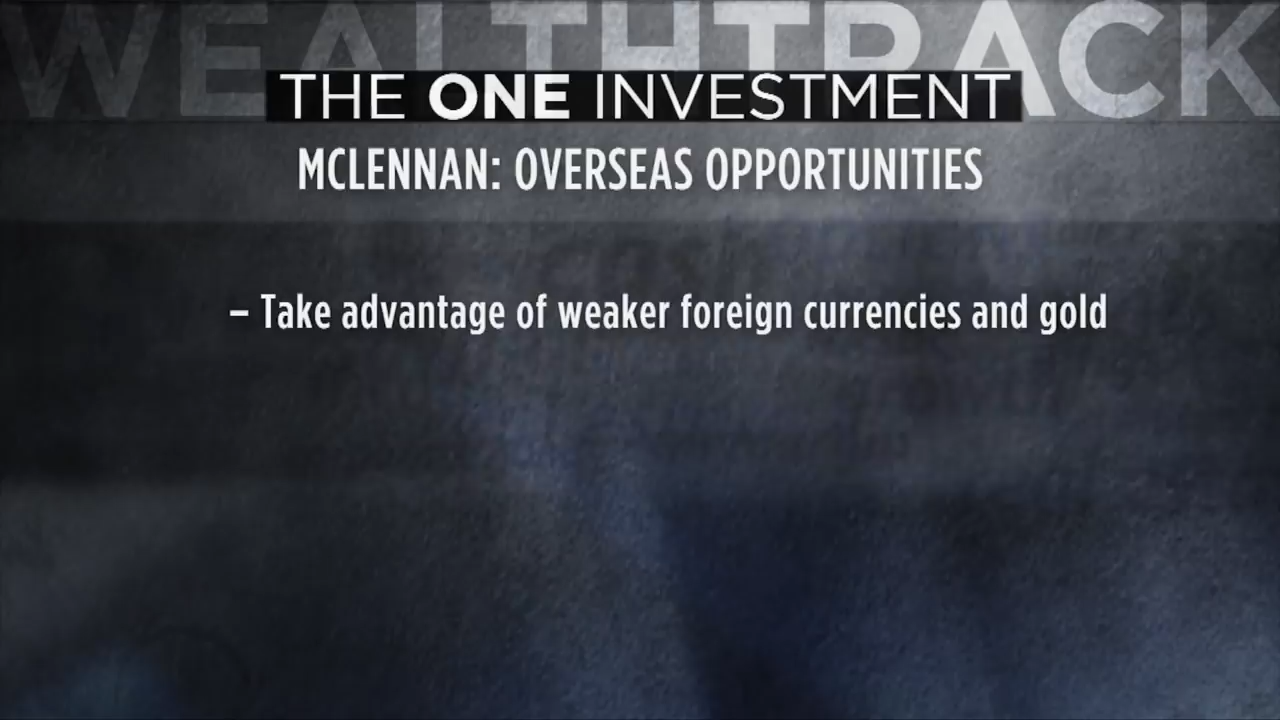 WEALTHTRACK
THE ONE INVESTMENT
MCLENNAN: OVERSEAS OPPORTUNITIES
– Take advantage of weaker foreign currencies and gold